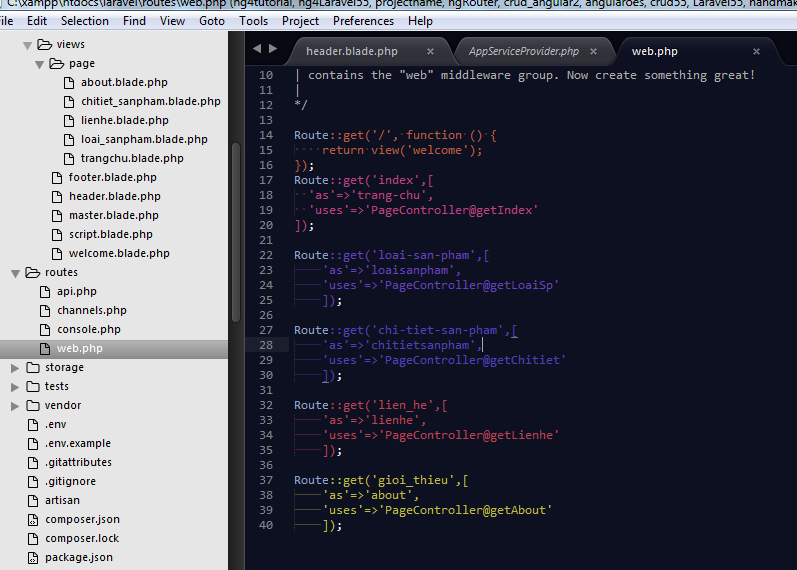 C:\xampp\htdocs\laravel\routes\web.php (ng4tutorial, ng4Laravel55, projectname, ngRouter, crud_angular2, angular5es, crud55, Laravel55, handmak
File Edit Selection Find View Goto Tools Project Preferences Help
views
page
about.blade.php
chitiet_sanpham.blade.php
lienhe.blade.php
loai_sanpham.blade.php
trangchu.blade.php
footer.blade.php
header.blade.php
master.blade.php
script.blade.php
welcome.blade.php
routes
api.php
channels.php
console.php
web.php
storage
tests
vendor
.env
.env.example
.gitattributes
.gitignore
artisan
composer.json
composer.lock
package.json
header.blade.php × AppServiceProvider.php × web.php ×
10 | contains the "web" middleware group. Now create something great!
11 |
12 */
13
14 Route::get('/', function () {
15 return view('welcome');
16 });
17 Route::get('index',[
18 'as'=>'trang-chu',
19 'uses'=>'PageController@getIndex'
20 ]);
21
22 Route::get('loai-san-pham',[
23 'as'=>'loaisanpham',
24 'uses'=>'PageController@getLoaiSp'
25 ]);
26
27 Route::get('chi-tiet-san-pham',[
28 'as'=>'chitietsanpham',
29 'uses'=>'PageController@getChitiet'
30 ]);
31
32 Route::get('lien_he',[
33 'as'=>'lienhe',
34 'uses'=>'PageController@getLienhe'
35 ]);
36
37 Route::get('gioi_thieu',[
38 'as'=>'about',
39 'uses'=>'PageController@getAbout'
40 ]);